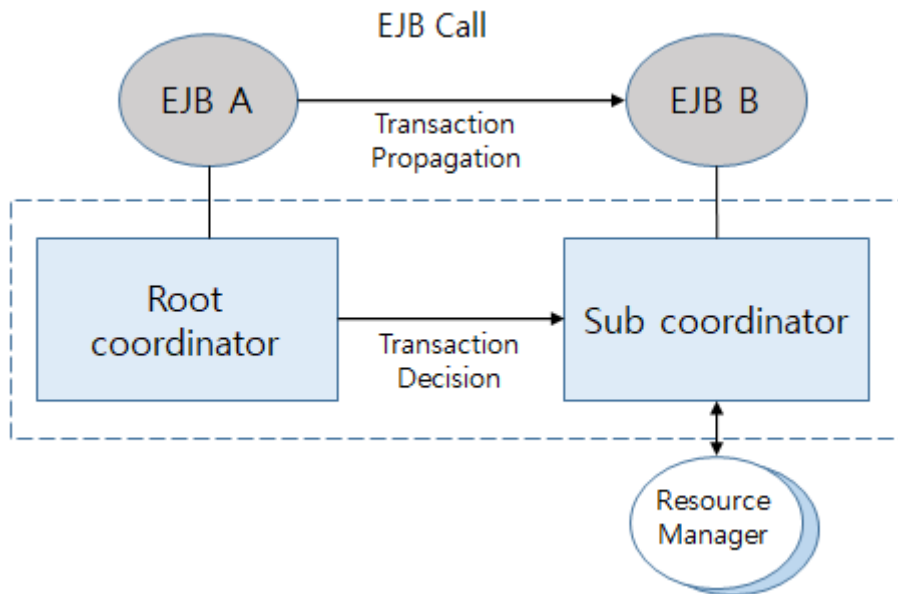 EJB Call
EJB A
EJB B
Transaction
Propagation
Root
coordinator
Sub coordinator
Transaction
Decision
Resource
Manager